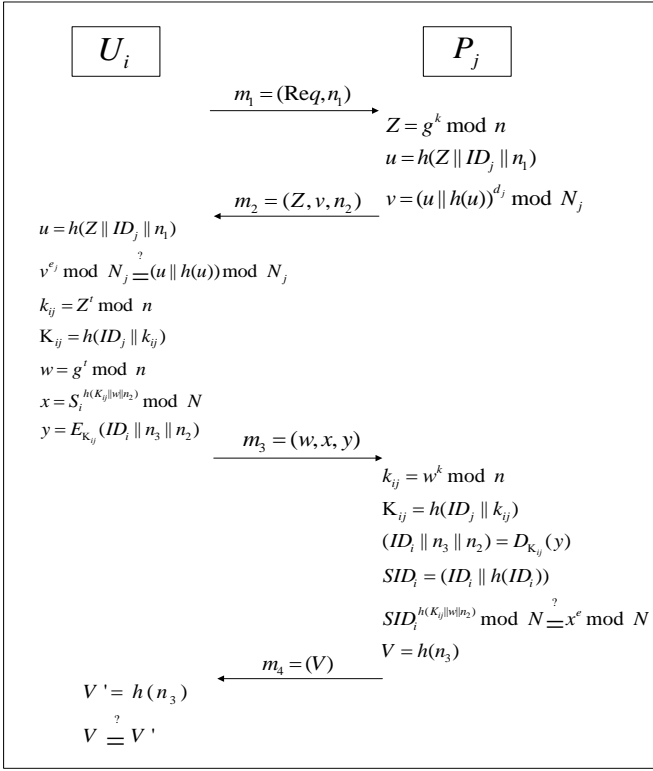 U_i P_j
m_1 = (Req, n_1)
Z = g^k mod n
u = h(Z || ID_j || n_1)
m_2 = (Z, v, n_2) v = (u || h(u))^{d_j} mod N_j
u = h(Z || ID_j || n_1)
v^{e_j} mod N_j ?= (u || h(u)) mod N_j
k_{ij} = Z^t mod n
K_{ij} = h(ID_j || k_{ij})
w = g^t mod n
x = S_i^{h(K_{ij}||w||n_2)} mod N
y = E_{K_{ij}}(ID_i || n_3 || n_2)
m_3 = (w, x, y)
k_{ij} = w^k mod n
K_{ij} = h(ID_j || k_{ij})
(ID_i || n_3 || n_2) = D_{K_{ij}}(y)
SID_i = (ID_i || h(ID_i))
SID_i^{h(K_{ij}||w||n_2)} mod N ?= x^e mod N
V = h(n_3)
m_4 = (V)
V' = h(n_3)
V ?= V'